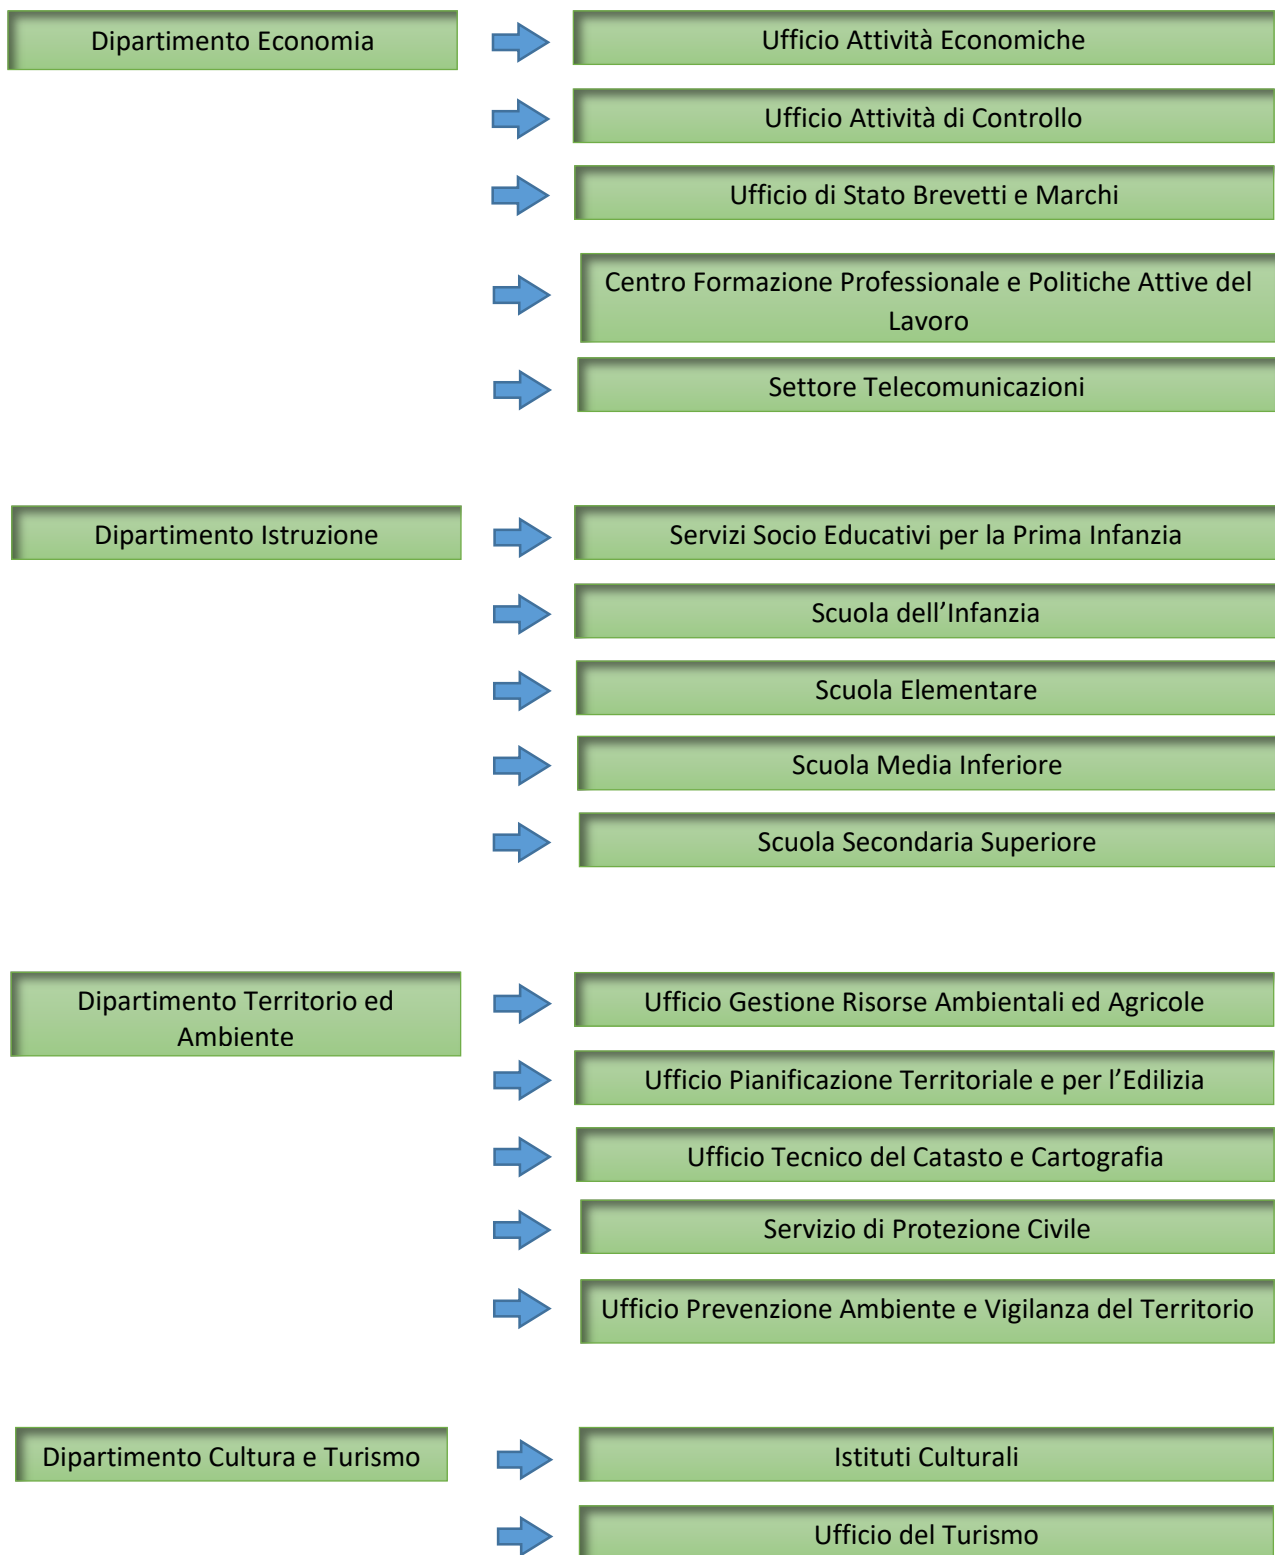 Dipartimento Economia
Ufficio Attività Economiche
Ufficio Attività di Controllo
Ufficio di Stato Brevetti e Marchi
Centro Formazione Professionale e Politiche Attive del
Lavoro
Settore Telecomunicazioni
Dipartimento Istruzione
Servizi Socio Educativi per la Prima Infanzia
Scuola dell’Infanzia
Scuola Elementare
Scuola Media Inferiore
Scuola Secondaria Superiore
Dipartimento Territorio ed
Ambiente
Ufficio Gestione Risorse Ambientali ed Agricole
Ufficio Pianificazione Territoriale e per l’Edilizia
Ufficio Tecnico del Catasto e Cartografia
Servizio di Protezione Civile
Ufficio Prevenzione Ambiente e Vigilanza del Territorio
Dipartimento Cultura e Turismo
Istituti Culturali
Ufficio del Turismo